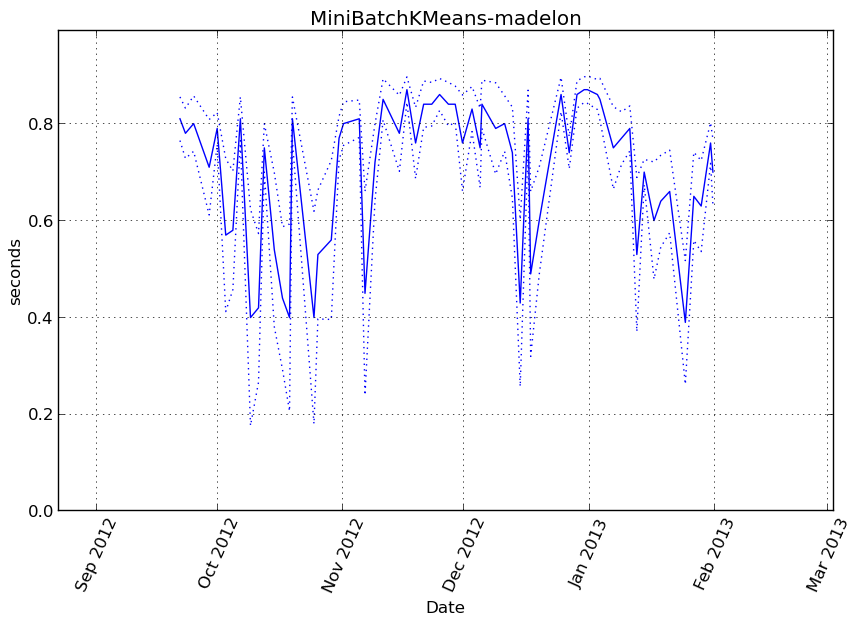 MiniBatchKMeans-madelon
seconds
0.8
0.6
0.4
0.2
0.0
Sep 2012
Oct 2012
Nov 2012
Dec 2012
Jan 2013
Feb 2013
Mar 2013
Date